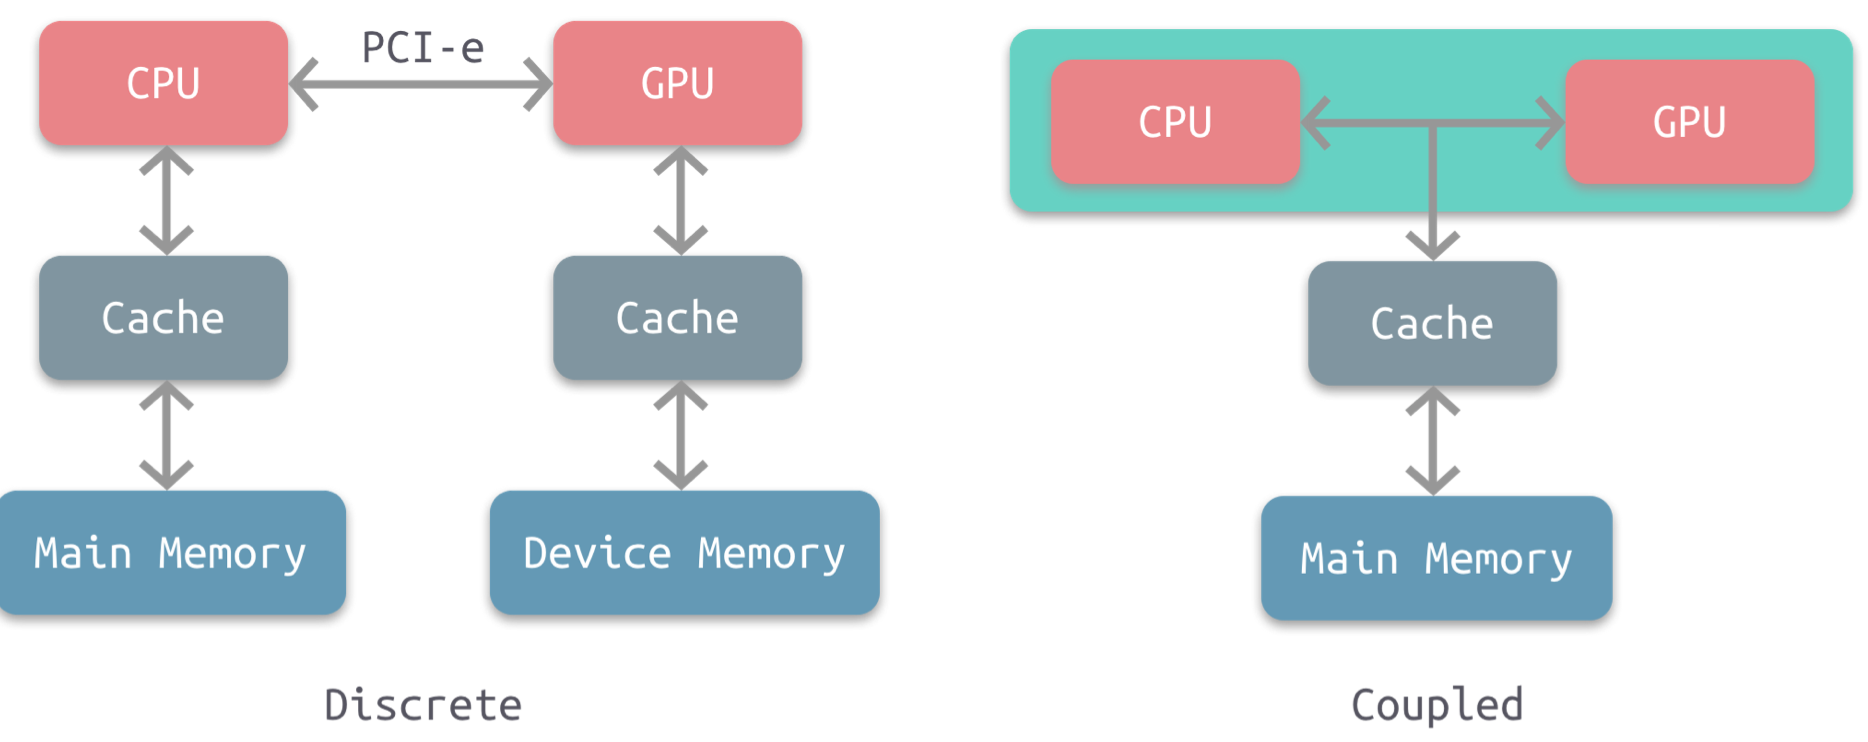 PCI-e
CPU
GPU
Cache
Cache
Main Memory
Device Memory
Discrete
CPU
GPU
Cache
Main Memory
Coupled